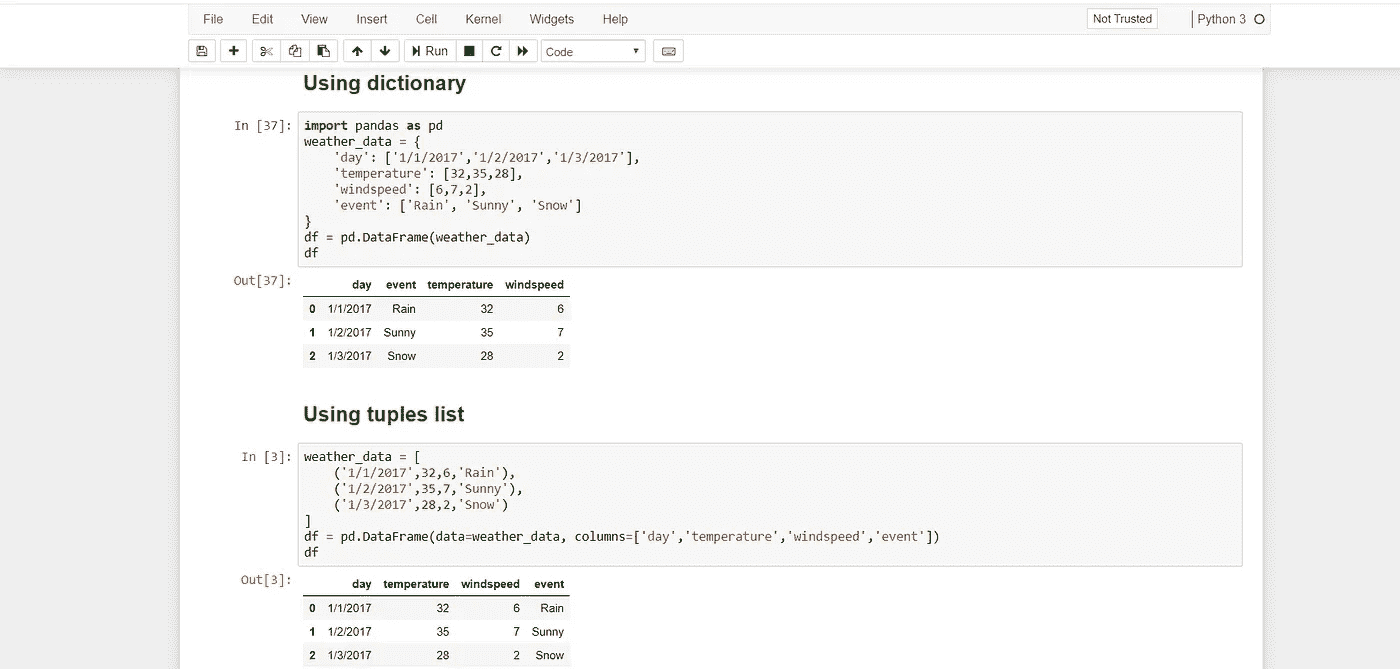 File Edit View Insert Cell Kernel Widgets Help Not Trusted Python 3
Run Code
Using dictionary
In [37]: import pandas as pd
weather_data = {
    'day': ['1/1/2017','1/2/2017','1/3/2017'],
    'temperature': [32,35,28],
    'windspeed': [6,7,2],
    'event': ['Rain', 'Sunny', 'Snow']
}
df = pd.DataFrame(weather_data)
df
Out[37]:
day event temperature windspeed
0 1/1/2017 Rain 32 6
1 1/2/2017 Sunny 35 7
2 1/3/2017 Snow 28 2
Using tuples list
In [3]: weather_data = [
    ('1/1/2017',32,6,'Rain'),
    ('1/2/2017',35,7,'Sunny'),
    ('1/3/2017',28,2,'Snow')
]
df = pd.DataFrame(data=weather_data, columns=['day','temperature','windspeed','event'])
df
Out[3]:
day temperature windspeed event
0 1/1/2017 32 6 Rain
1 1/2/2017 35 7 Sunny
2 1/3/2017 28 2 Snow